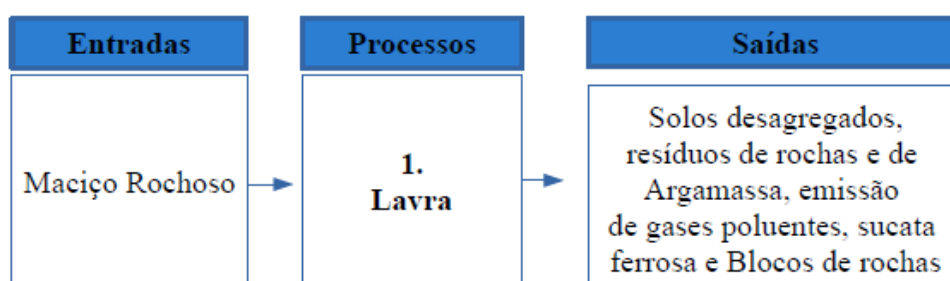 Entradas
Processos
Saídas
Maciço Rochoso
1.
Lavra
Solos desagregados,
resíduos de rochas e de
Argamassa, emissão
de gases poluentes, sucata
ferrosa e Blocos de rochas